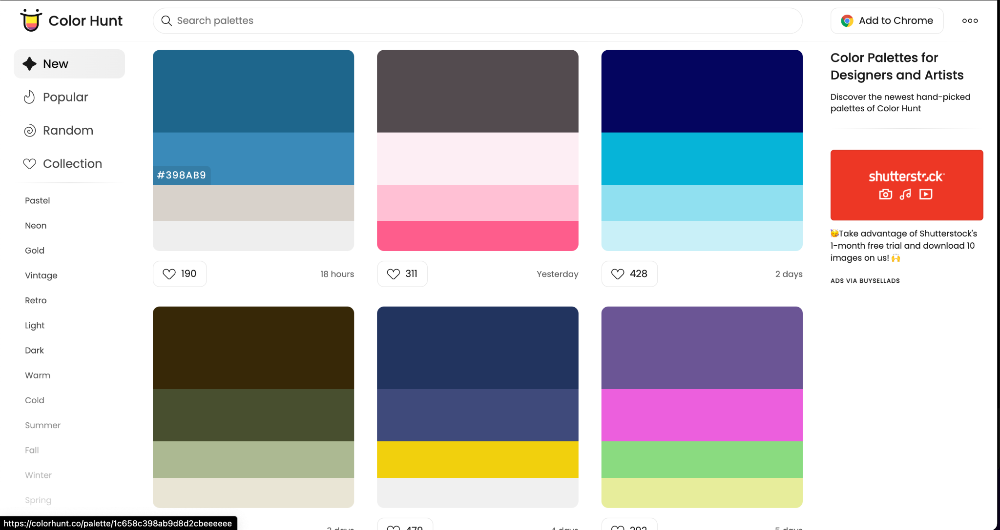 Color Hunt
Search palettes
Add to Chrome
New
Popular
Random
Collection
Pastel
Neon
Gold
Vintage
Retro
Light
Dark
Warm
Cold
Summer
Fall
Winter
Spring
#398AB9
190
18 hours
311
Yesterday
428
2 days
3 days
479
4 days
292
5 days
Color Palettes for
Designers and Artists
Discover the newest hand-picked
palettes of Color Hunt
shutterstock
🥳Take advantage of Shutterstock's
1-month free trial and download 10
images on us! 🙌
ADS VIA BUYSELLADS
https://colorhunt.co/palette/1c658c398ab9d8d2cbeeeeee